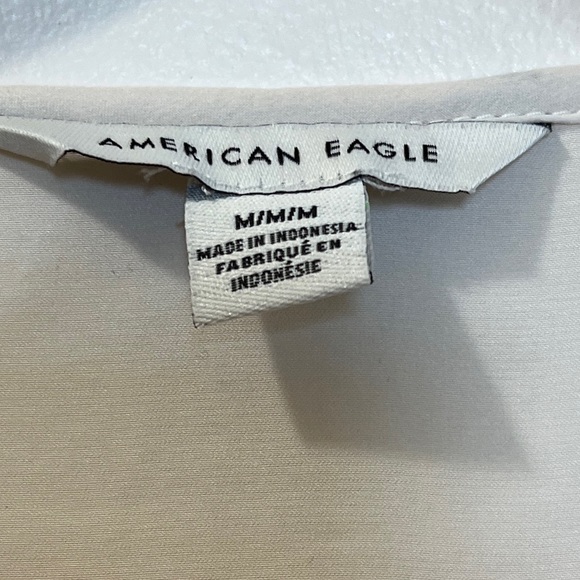 AMERICAN EAGLE
M/M/M
MADE IN INDONESIA
FABRIQUÉ EN
INDONÉSIE